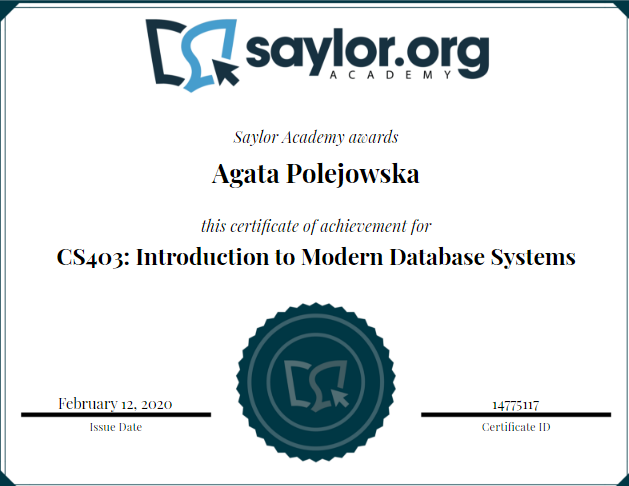 saylor.org
ACADEMY
Saylor Academy awards
Agata Polejowska
this certificate of achievement for
CS403: Introduction to Modern Database Systems
February 12, 2020
Issue Date
14775117
Certificate ID